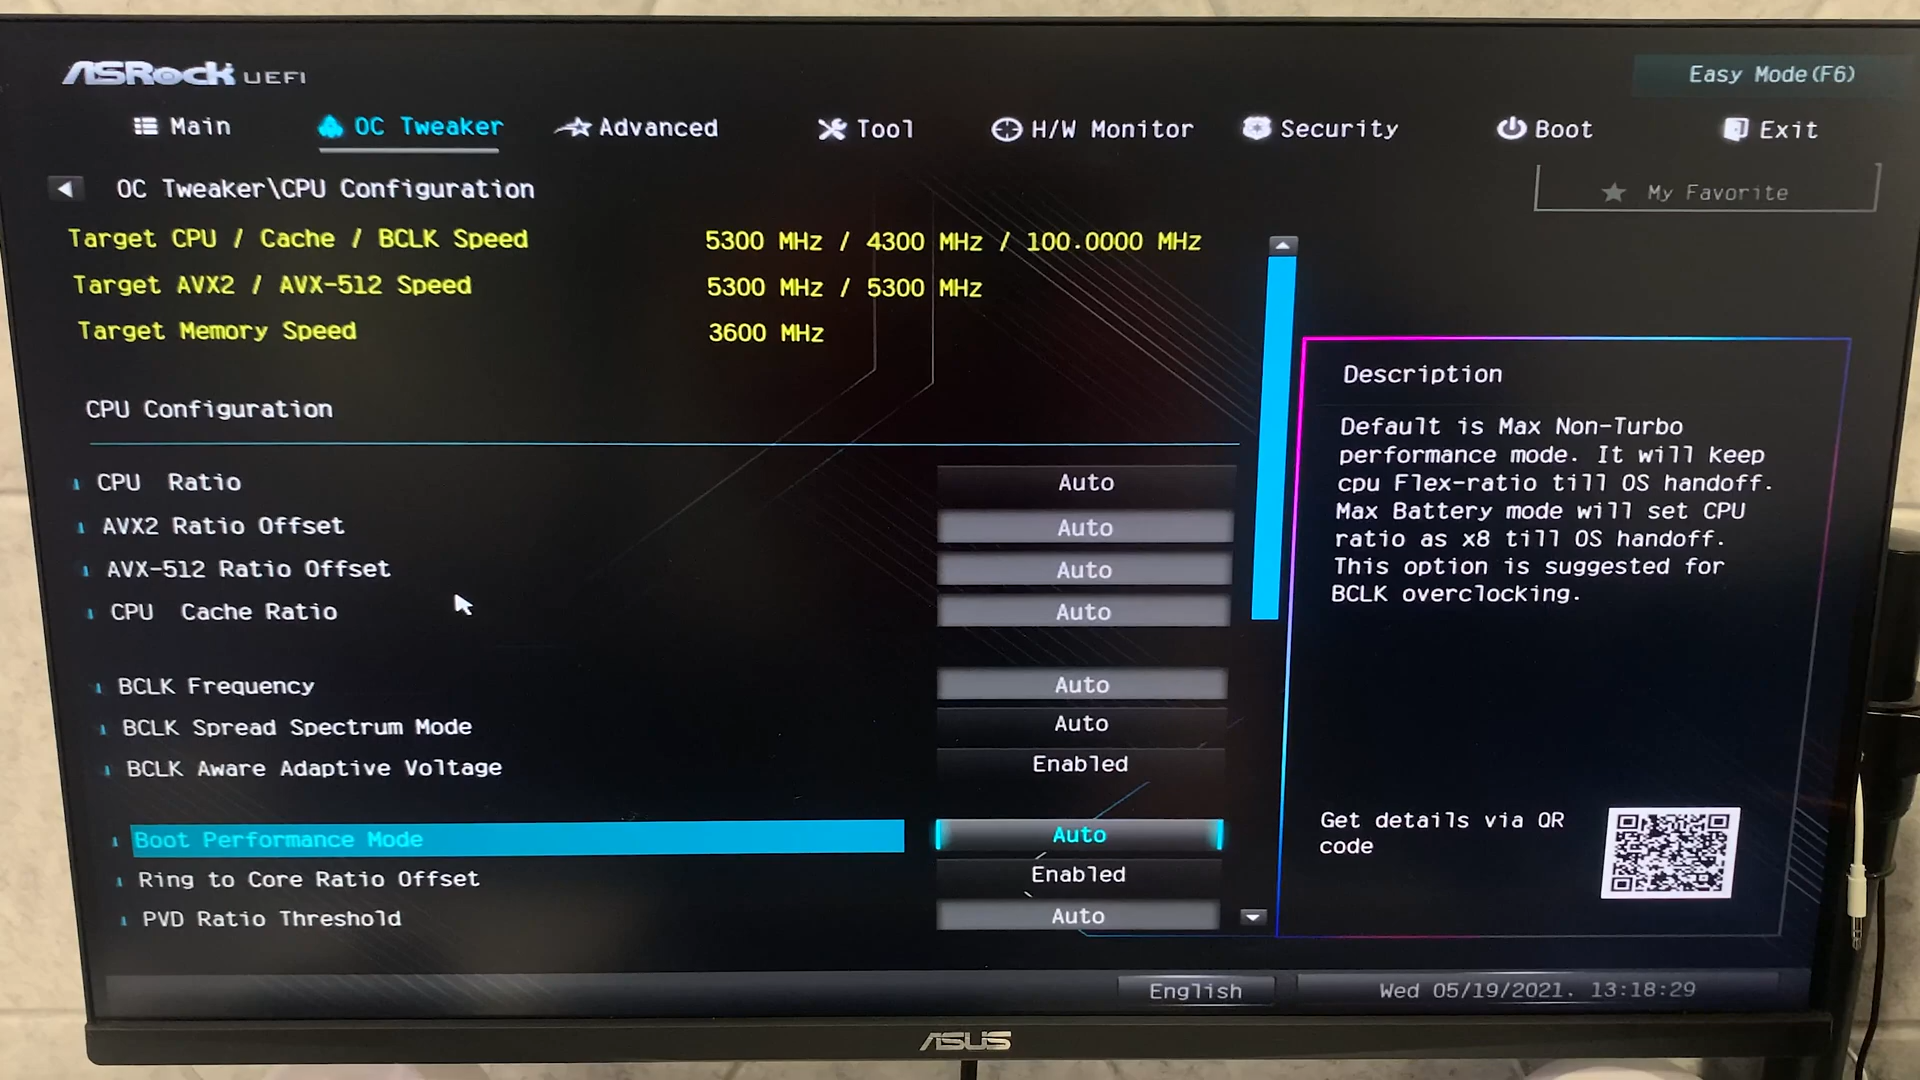 ASRock UEFI
Easy Mode(F6)
Main
OC Tweaker
Advanced
Tool
H/W Monitor
Security
Boot
Exit
OC Tweaker\CPU Configuration
My Favorite
Target CPU / Cache / BCLK Speed 5300 MHz / 4300 MHz / 100.0000 MHz
Target AVX2 / AVX-512 Speed 5300 MHz / 5300 MHz
Target Memory Speed 3600 MHz
CPU Configuration
CPU Ratio Auto
AVX2 Ratio Offset Auto
AVX-512 Ratio Offset Auto
CPU Cache Ratio Auto
BCLK Frequency Auto
BCLK Spread Spectrum Mode Auto
BCLK Aware Adaptive Voltage Enabled
Boot Performance Mode Auto
Ring to Core Ratio Offset Enabled
PVD Ratio Threshold Auto
Description
Default is Max Non-Turbo
performance mode. It will keep
cpu Flex-ratio till OS handoff.
Max Battery mode will set CPU
ratio as x8 till OS handoff.
This option is suggested for
BCLK overclocking.
Get details via QR
code
English
Wed 05/19/2021. 13:18:29
ASUS